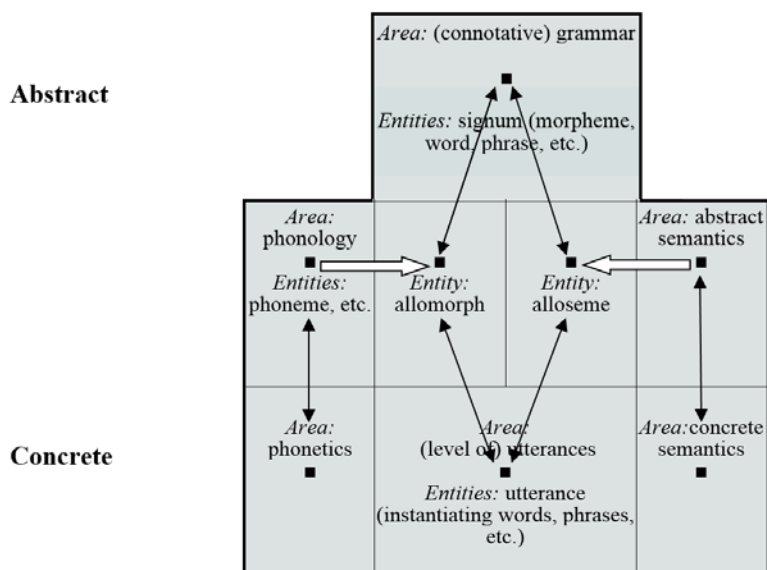 Area: (connotative) grammar
Abstract
Entities: signum (morpheme,
word, phrase, etc.)
Area:
phonology
Entities:
phoneme, etc.
Entity:
allomorph
Entity:
alloseme
Area: abstract
semantics
Concrete
Area:
phonetics
Area:
(level of) utterances
Entities: utterance
(instantiating words, phrases,
etc.)
Area:concrete
semantics